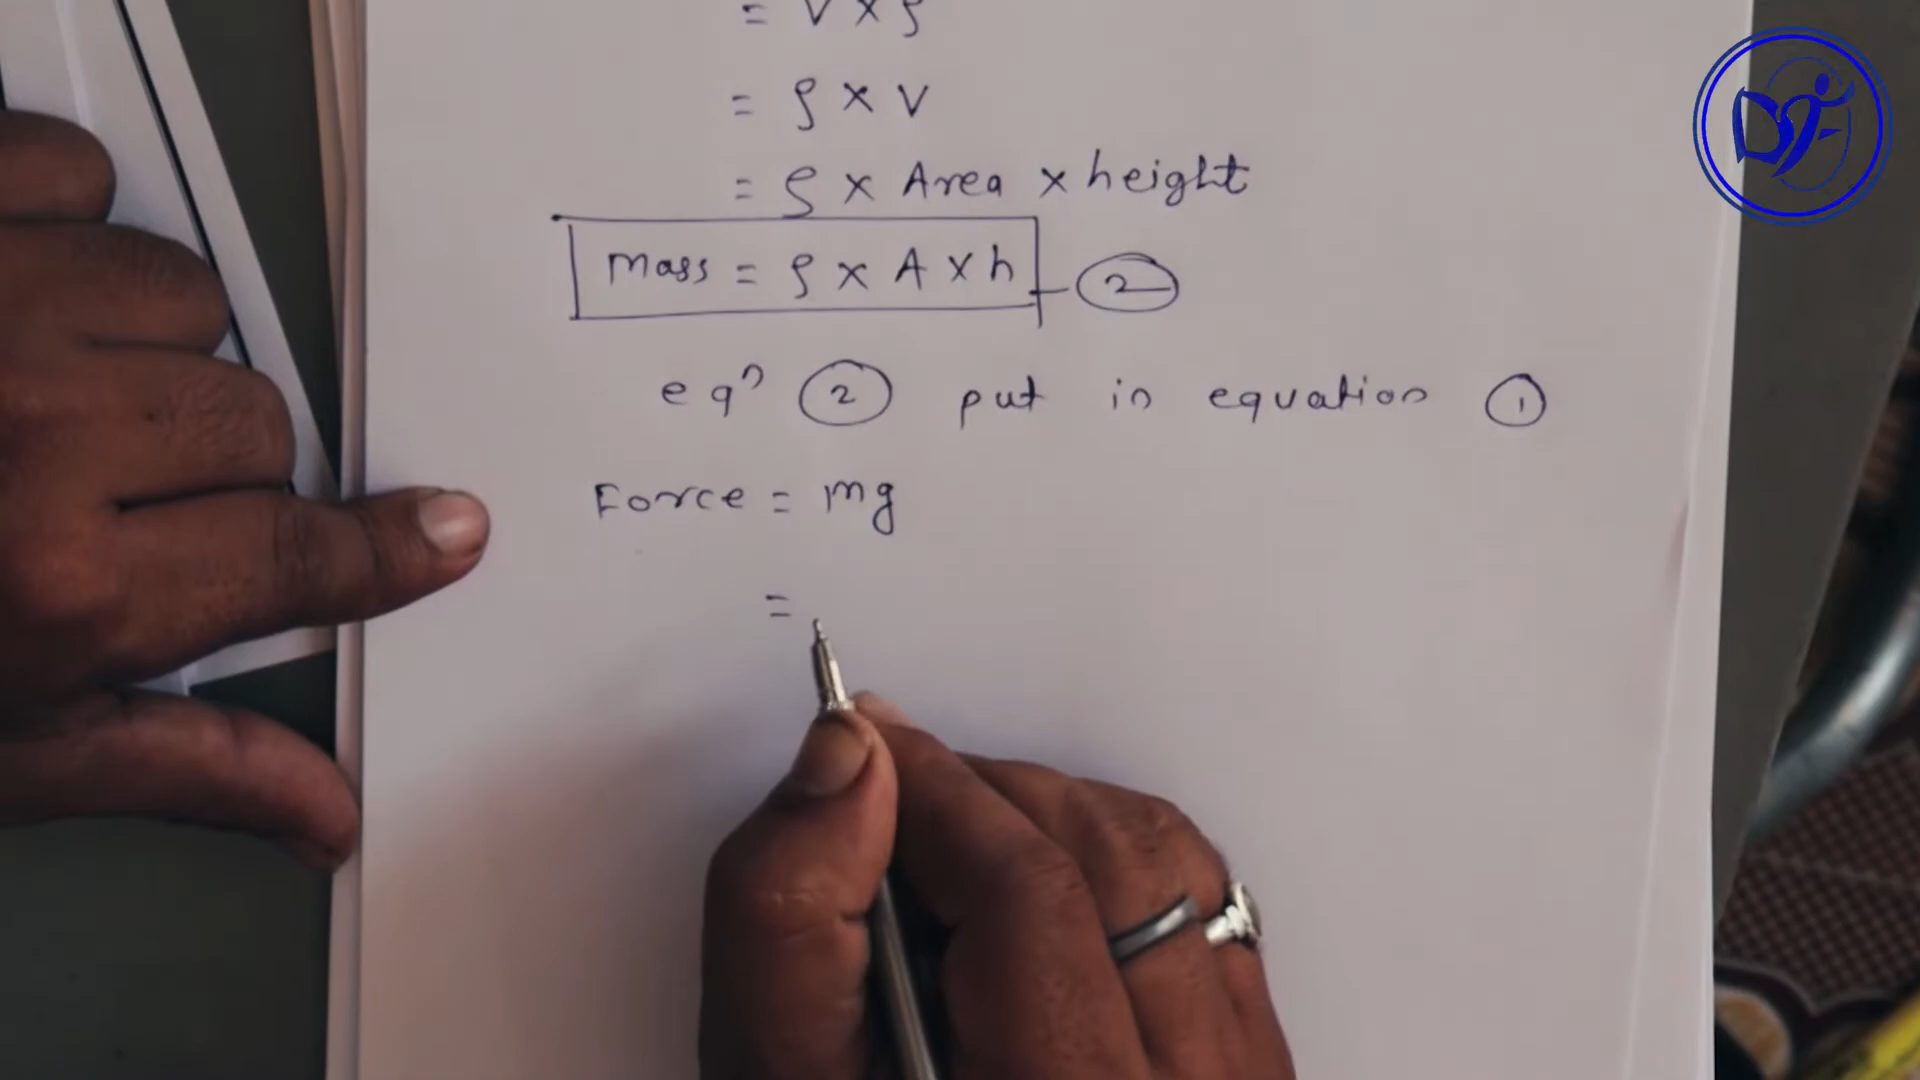 = V × ρ
= ρ × V
= ρ × Area × height
Mass = ρ × A × h — ②
eqn ② put in equation ①
Force = mg
=